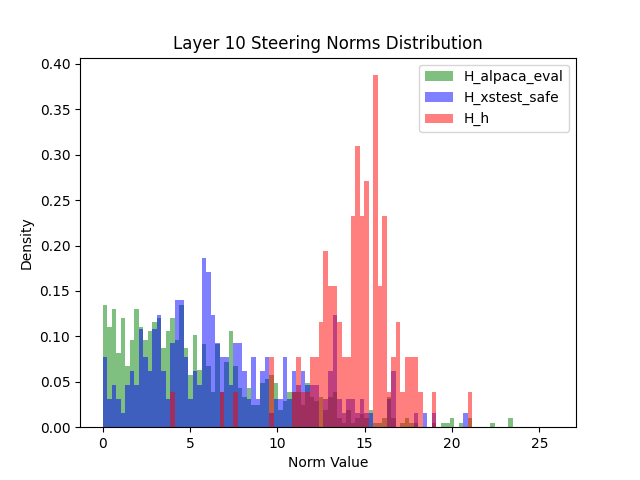 Layer 10 Steering Norms Distribution
H_alpaca_eval
H_xstest_safe
H_h
Density
0.40
0.35
0.30
0.25
0.20
0.15
0.10
0.05
0.00
0 5 10 15 20 25
Norm Value